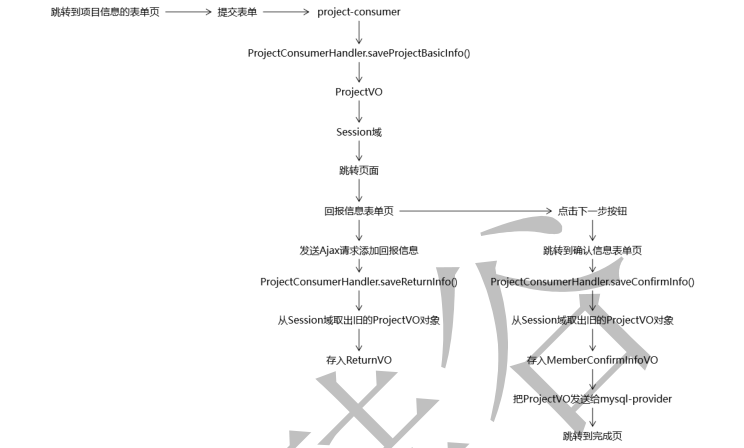 跳转到项目信息的表单页 提交表单 project-consumer
ProjectConsumerHandler.saveProjectBasicInfo()
ProjectVO
Session域
跳转页面
回报信息表单页 点击下一步按钮
发送Ajax请求添加回报信息 跳转到确认信息表单页
ProjectConsumerHandler.saveReturnInfo() ProjectConsumerHandler.saveConfirmInfo()
从Session域取出旧的ProjectVO对象 从Session域取出旧的ProjectVO对象
存入ReturnVO 存入MemberConfirmInfoVO
把ProjectVO发送给mysql-provider
跳转到完成页